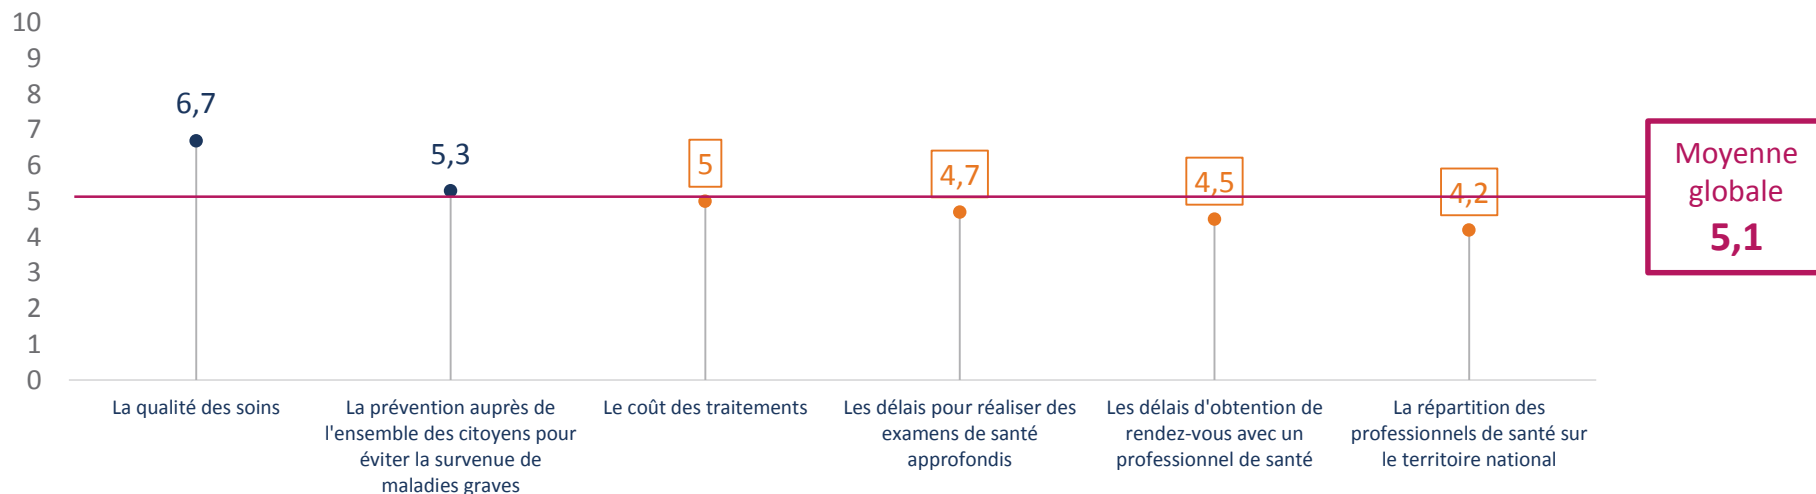 10
9
8
7
6
5
4
3
2
1
0
6,7
5,3
5
4,7
4,5
4,2
Moyenne
globale
5,1
La qualité des soins
La prévention auprès de
l'ensemble des citoyens pour
éviter la survenue de
maladies graves
Le coût des traitements
Les délais pour réaliser des
examens de santé
approfondis
Les délais d'obtention de
rendez-vous avec un
professionnel de santé
La répartition des
professionnels de santé sur
le territoire national